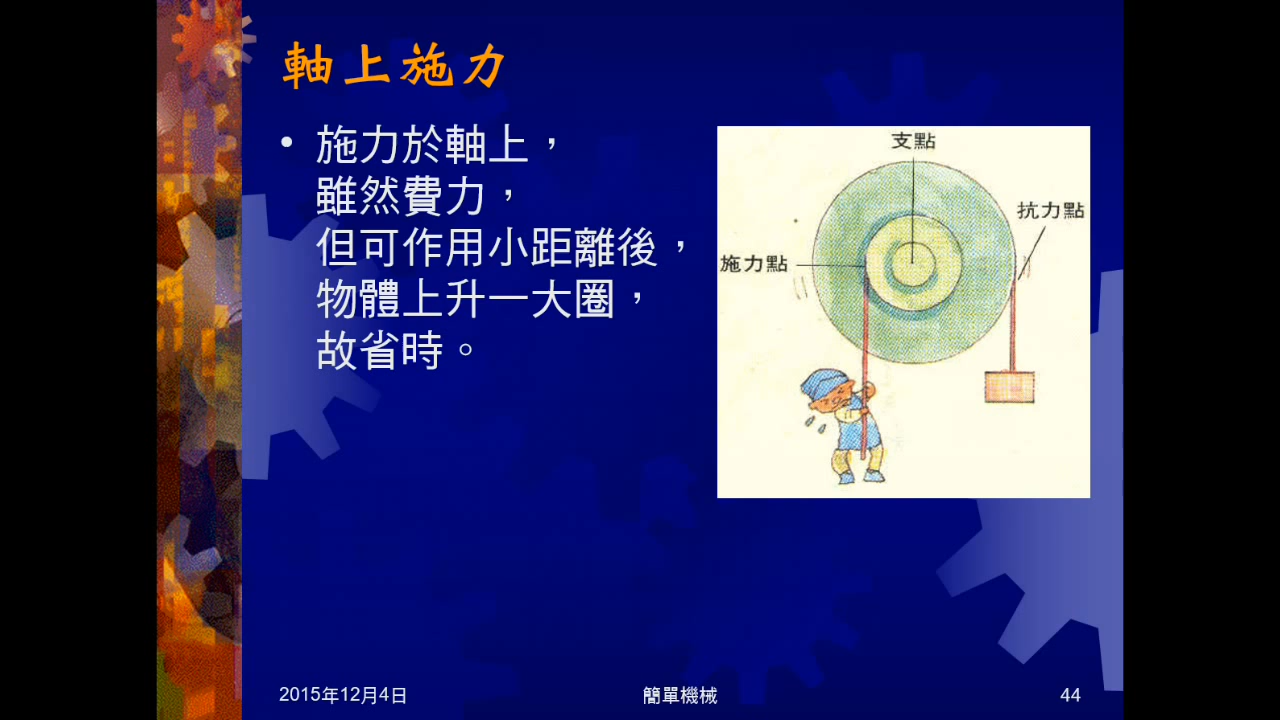 軸上施力
• 施力於軸上，
雖然費力，
但可作用小距離後，
物體上升一大圈，
故省時。
支點
抗力點
施力點
2015年12月4日
簡單機械
44